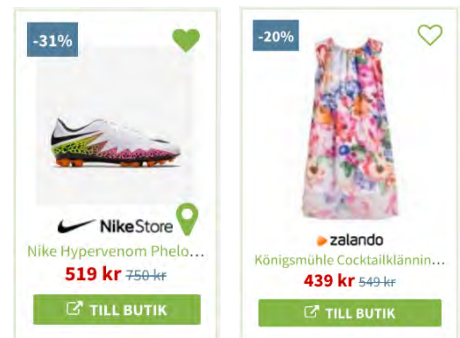 -31%
NikeStore
Nike Hypervenom Phelo...
519 kr 750 kr
TILL BUTIK
-20%
zalando
Königsmühle Cocktailklännin...
439 kr 549 kr
TILL BUTIK